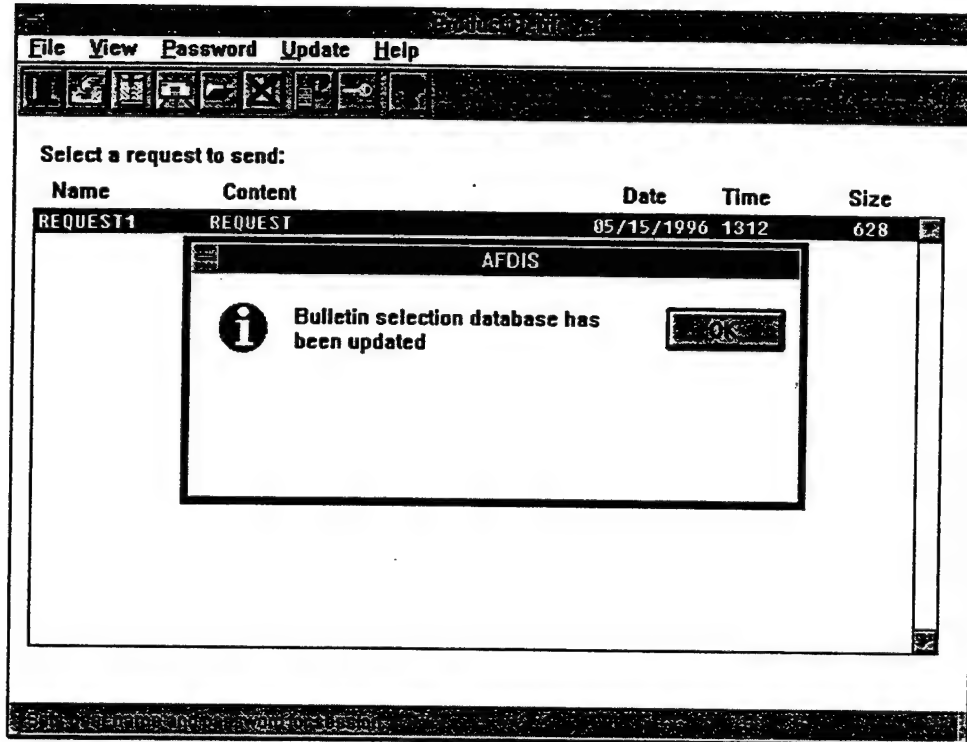 File View Password Update Help
Select a request to send:
Name Content Date Time Size
REQUEST1 REQUEST 05/15/1996 1312 628
AFDIS
Bulletin selection database has
been updated
OK